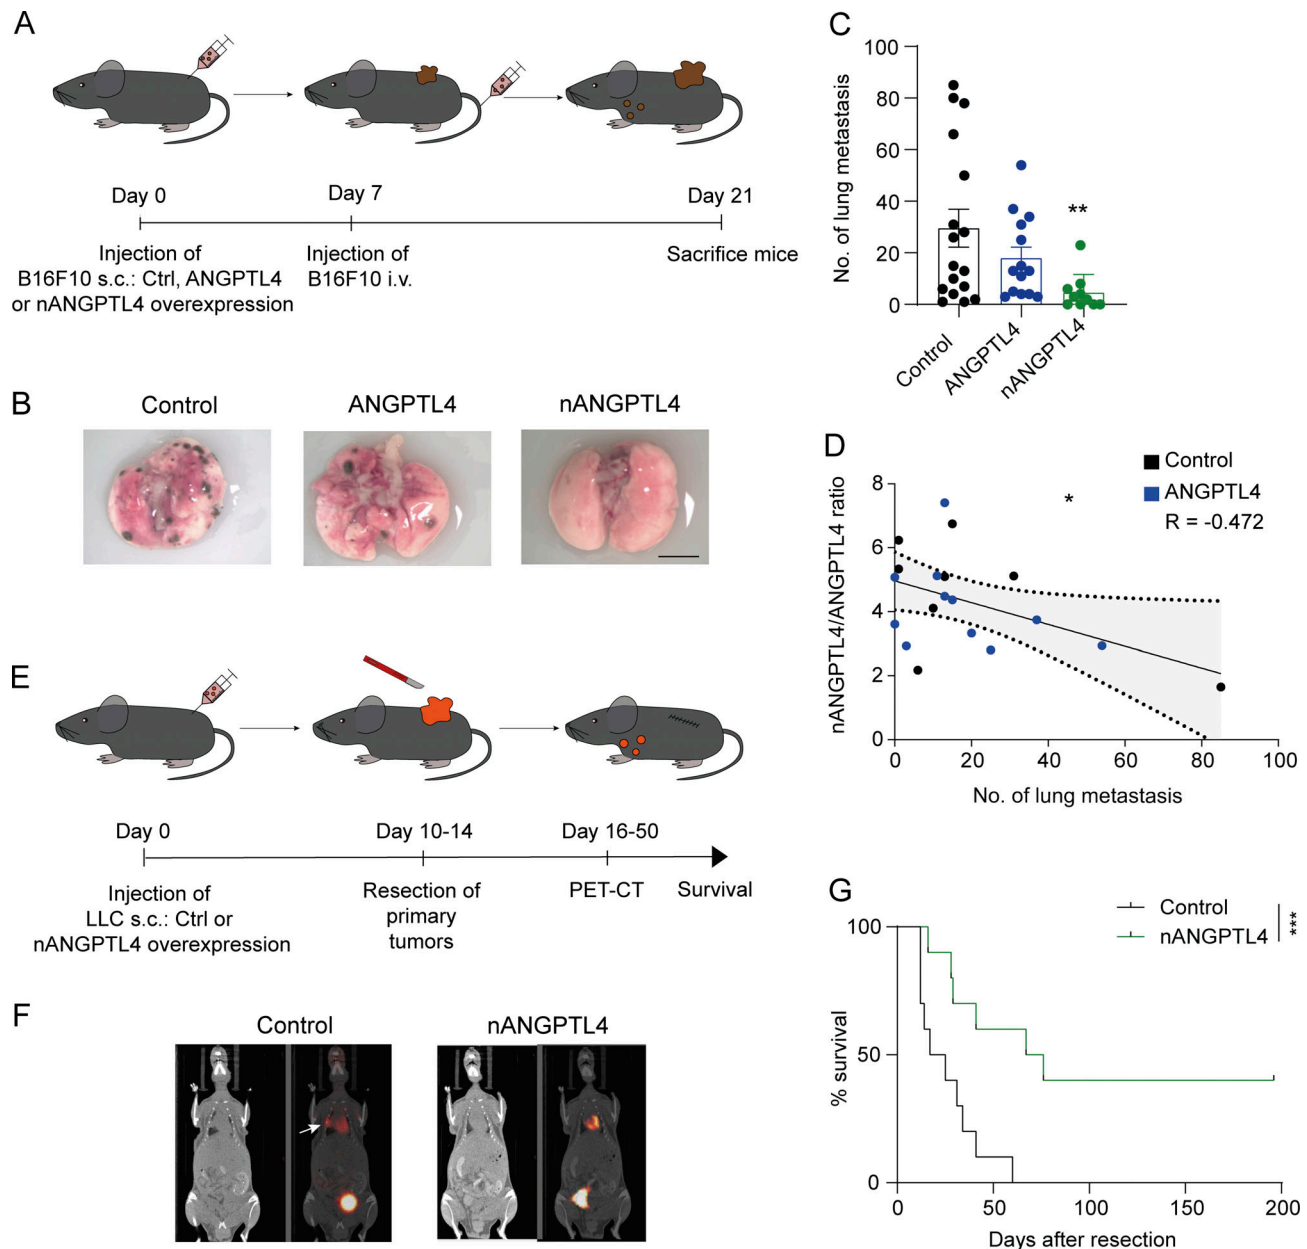 A
Day 0
Day 7
Day 21
Injection of
B16F10 s.c.: Ctrl, ANGPTL4
or nANGPTL4 overexpression
Injection of
B16F10 i.v.
Sacrifice mice
B
Control
ANGPTL4
nANGPTL4
C
No. of lung metastasis
100
80
60
40
20
0
**
Control
ANGPTL4
nANGPTL4
D
Control
ANGPTL4
R = -0.472
*
nANGPTL4/ANGPTL4 ratio
8
6
4
2
0
0 20 40 60 80 100
No. of lung metastasis
E
Day 0
Day 10-14
Day 16-50
Injection of
LLC s.c.: Ctrl or
nANGPTL4 overexpression
Resection of
primary
tumors
PET-CT
Survival
F
Control
nANGPTL4
G
Control
nANGPTL4
***
% survival
100
50
0
0 50 100 150 200
Days after resection